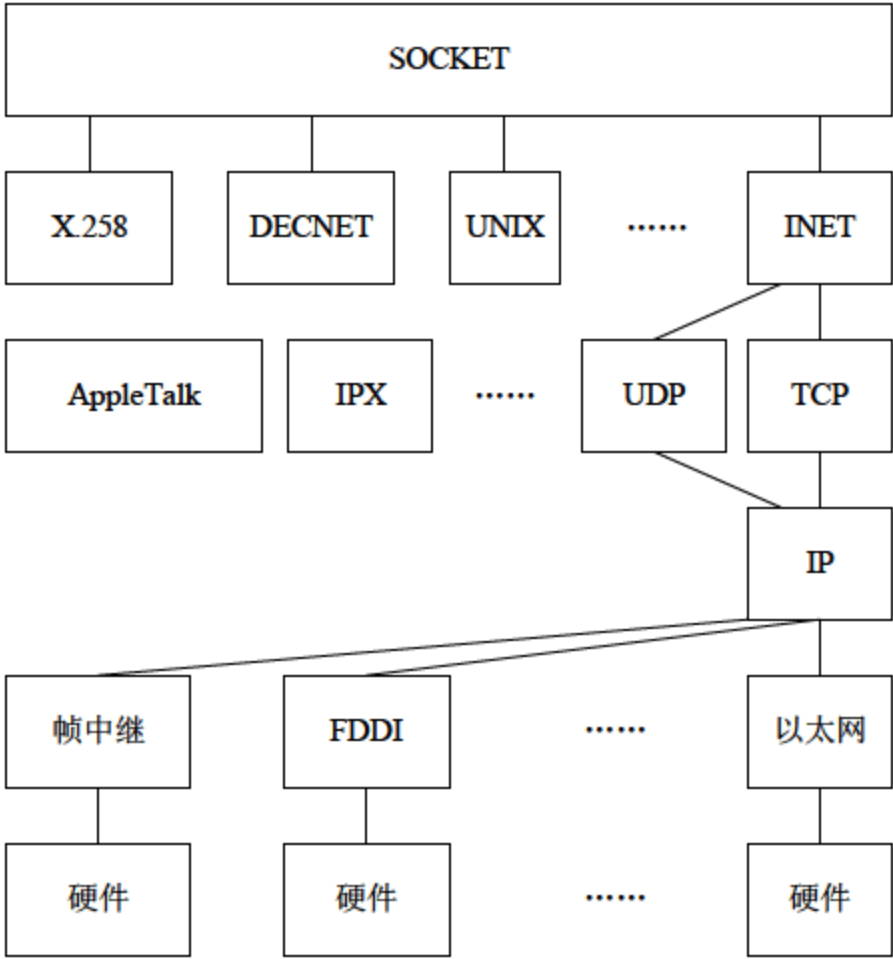 SOCKET
X.258 DECNET UNIX ...... INET
AppleTalk IPX ...... UDP TCP
IP
帧中继 FDDI ...... 以太网
硬件 硬件 ...... 硬件